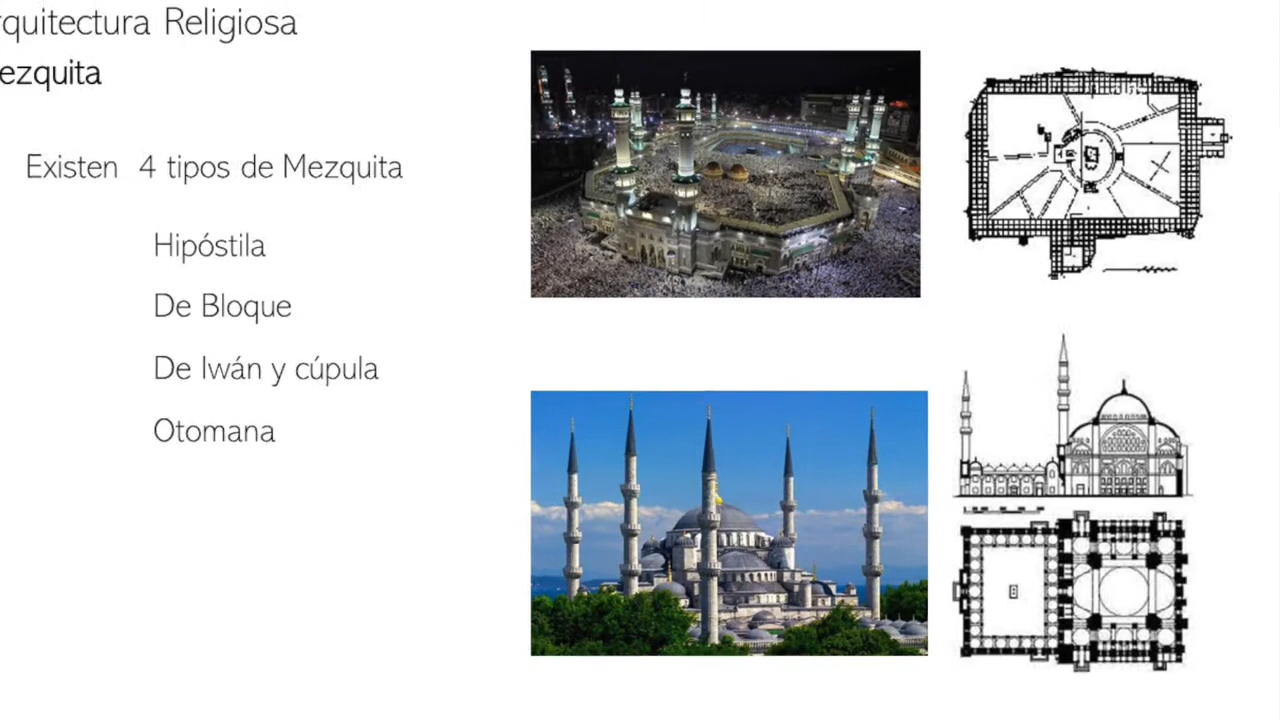 rquitectura Religiosa
ezquita
Existen 4 tipos de Mezquita
Hipóstila
De Bloque
De Iwán y cúpula
Otomana